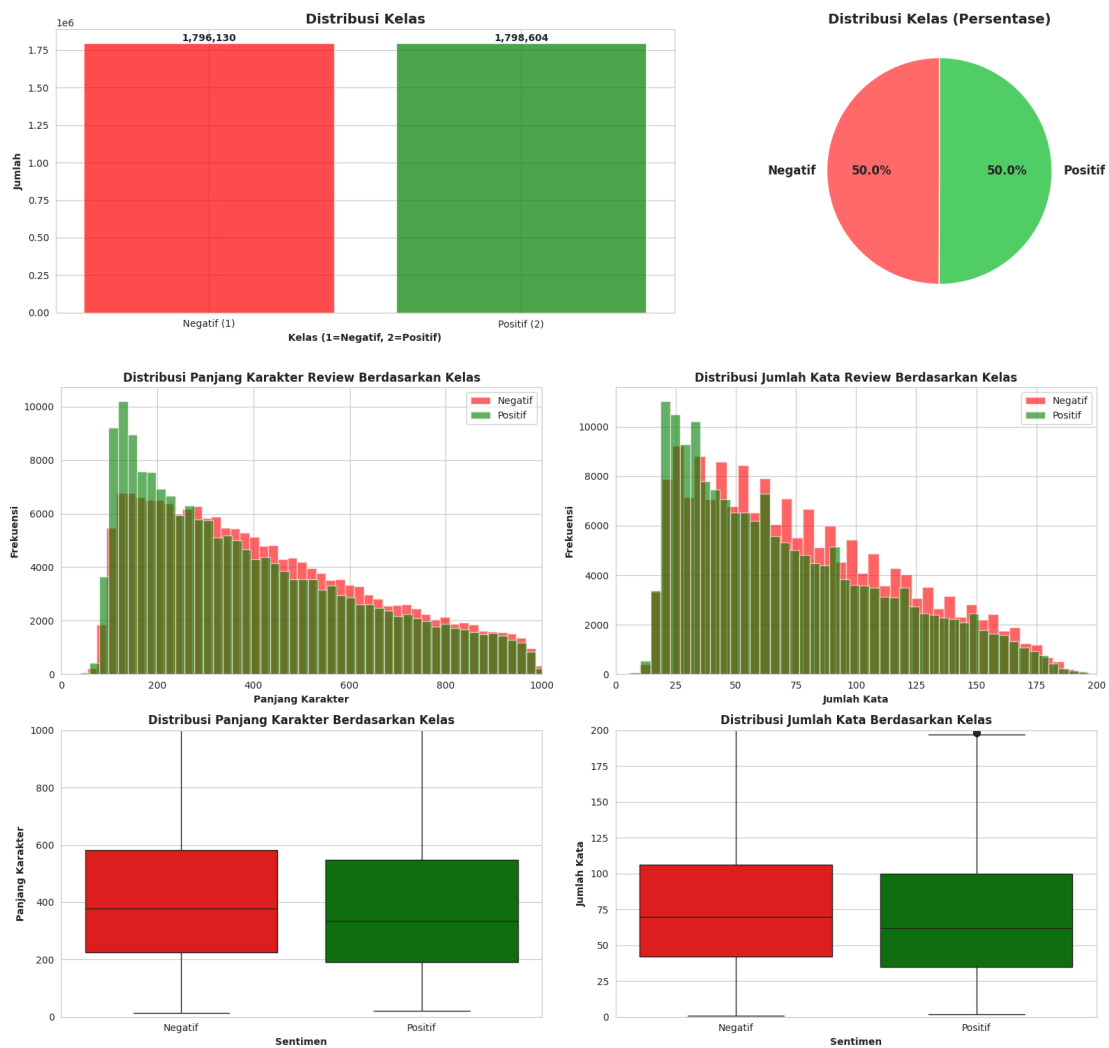 Distribusi Kelas
1e6
1,796,130
1,798,604
1.75
1.50
1.25
1.00
0.75
0.50
0.25
0.00
Jumlah
Negatif (1)
Positif (2)
Kelas (1=Negatif, 2=Positif)
Distribusi Kelas (Persentase)
Negatif
50.0%
50.0%
Positif
Distribusi Panjang Karakter Review Berdasarkan Kelas
Negatif
Positif
10000
8000
6000
4000
2000
0
Frekuensi
0
200
400
600
800
1000
Panjang Karakter
Distribusi Jumlah Kata Review Berdasarkan Kelas
Negatif
Positif
10000
8000
6000
4000
2000
0
Frekuensi
0
25
50
75
100
125
150
175
200
Jumlah Kata
Distribusi Panjang Karakter Berdasarkan Kelas
1000
800
600
400
200
0
Panjang Karakter
Negatif
Positif
Sentimen
Distribusi Jumlah Kata Berdasarkan Kelas
200
175
150
125
100
75
50
25
0
Jumlah Kata
Negatif
Positif
Sentimen